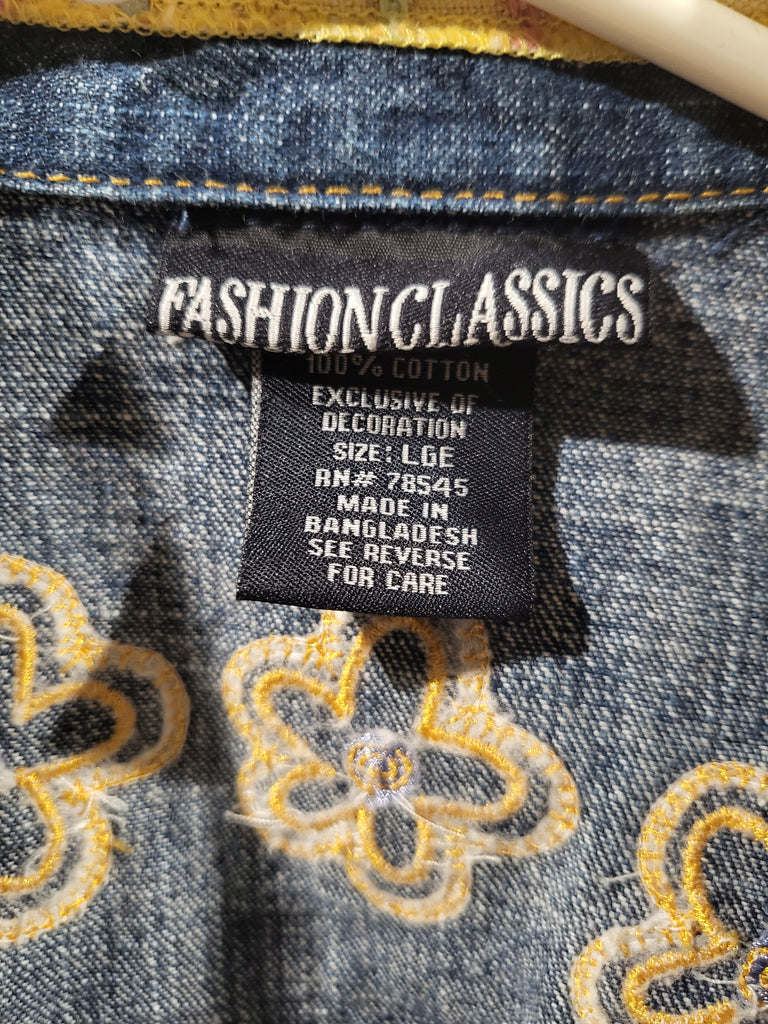 FASHION CLASSICS
100% COTTON
EXCLUSIVE OF
DECORATION
SIZE: LGE
RN# 78545
MADE IN
BANGLADESH
SEE REVERSE
FOR CARE